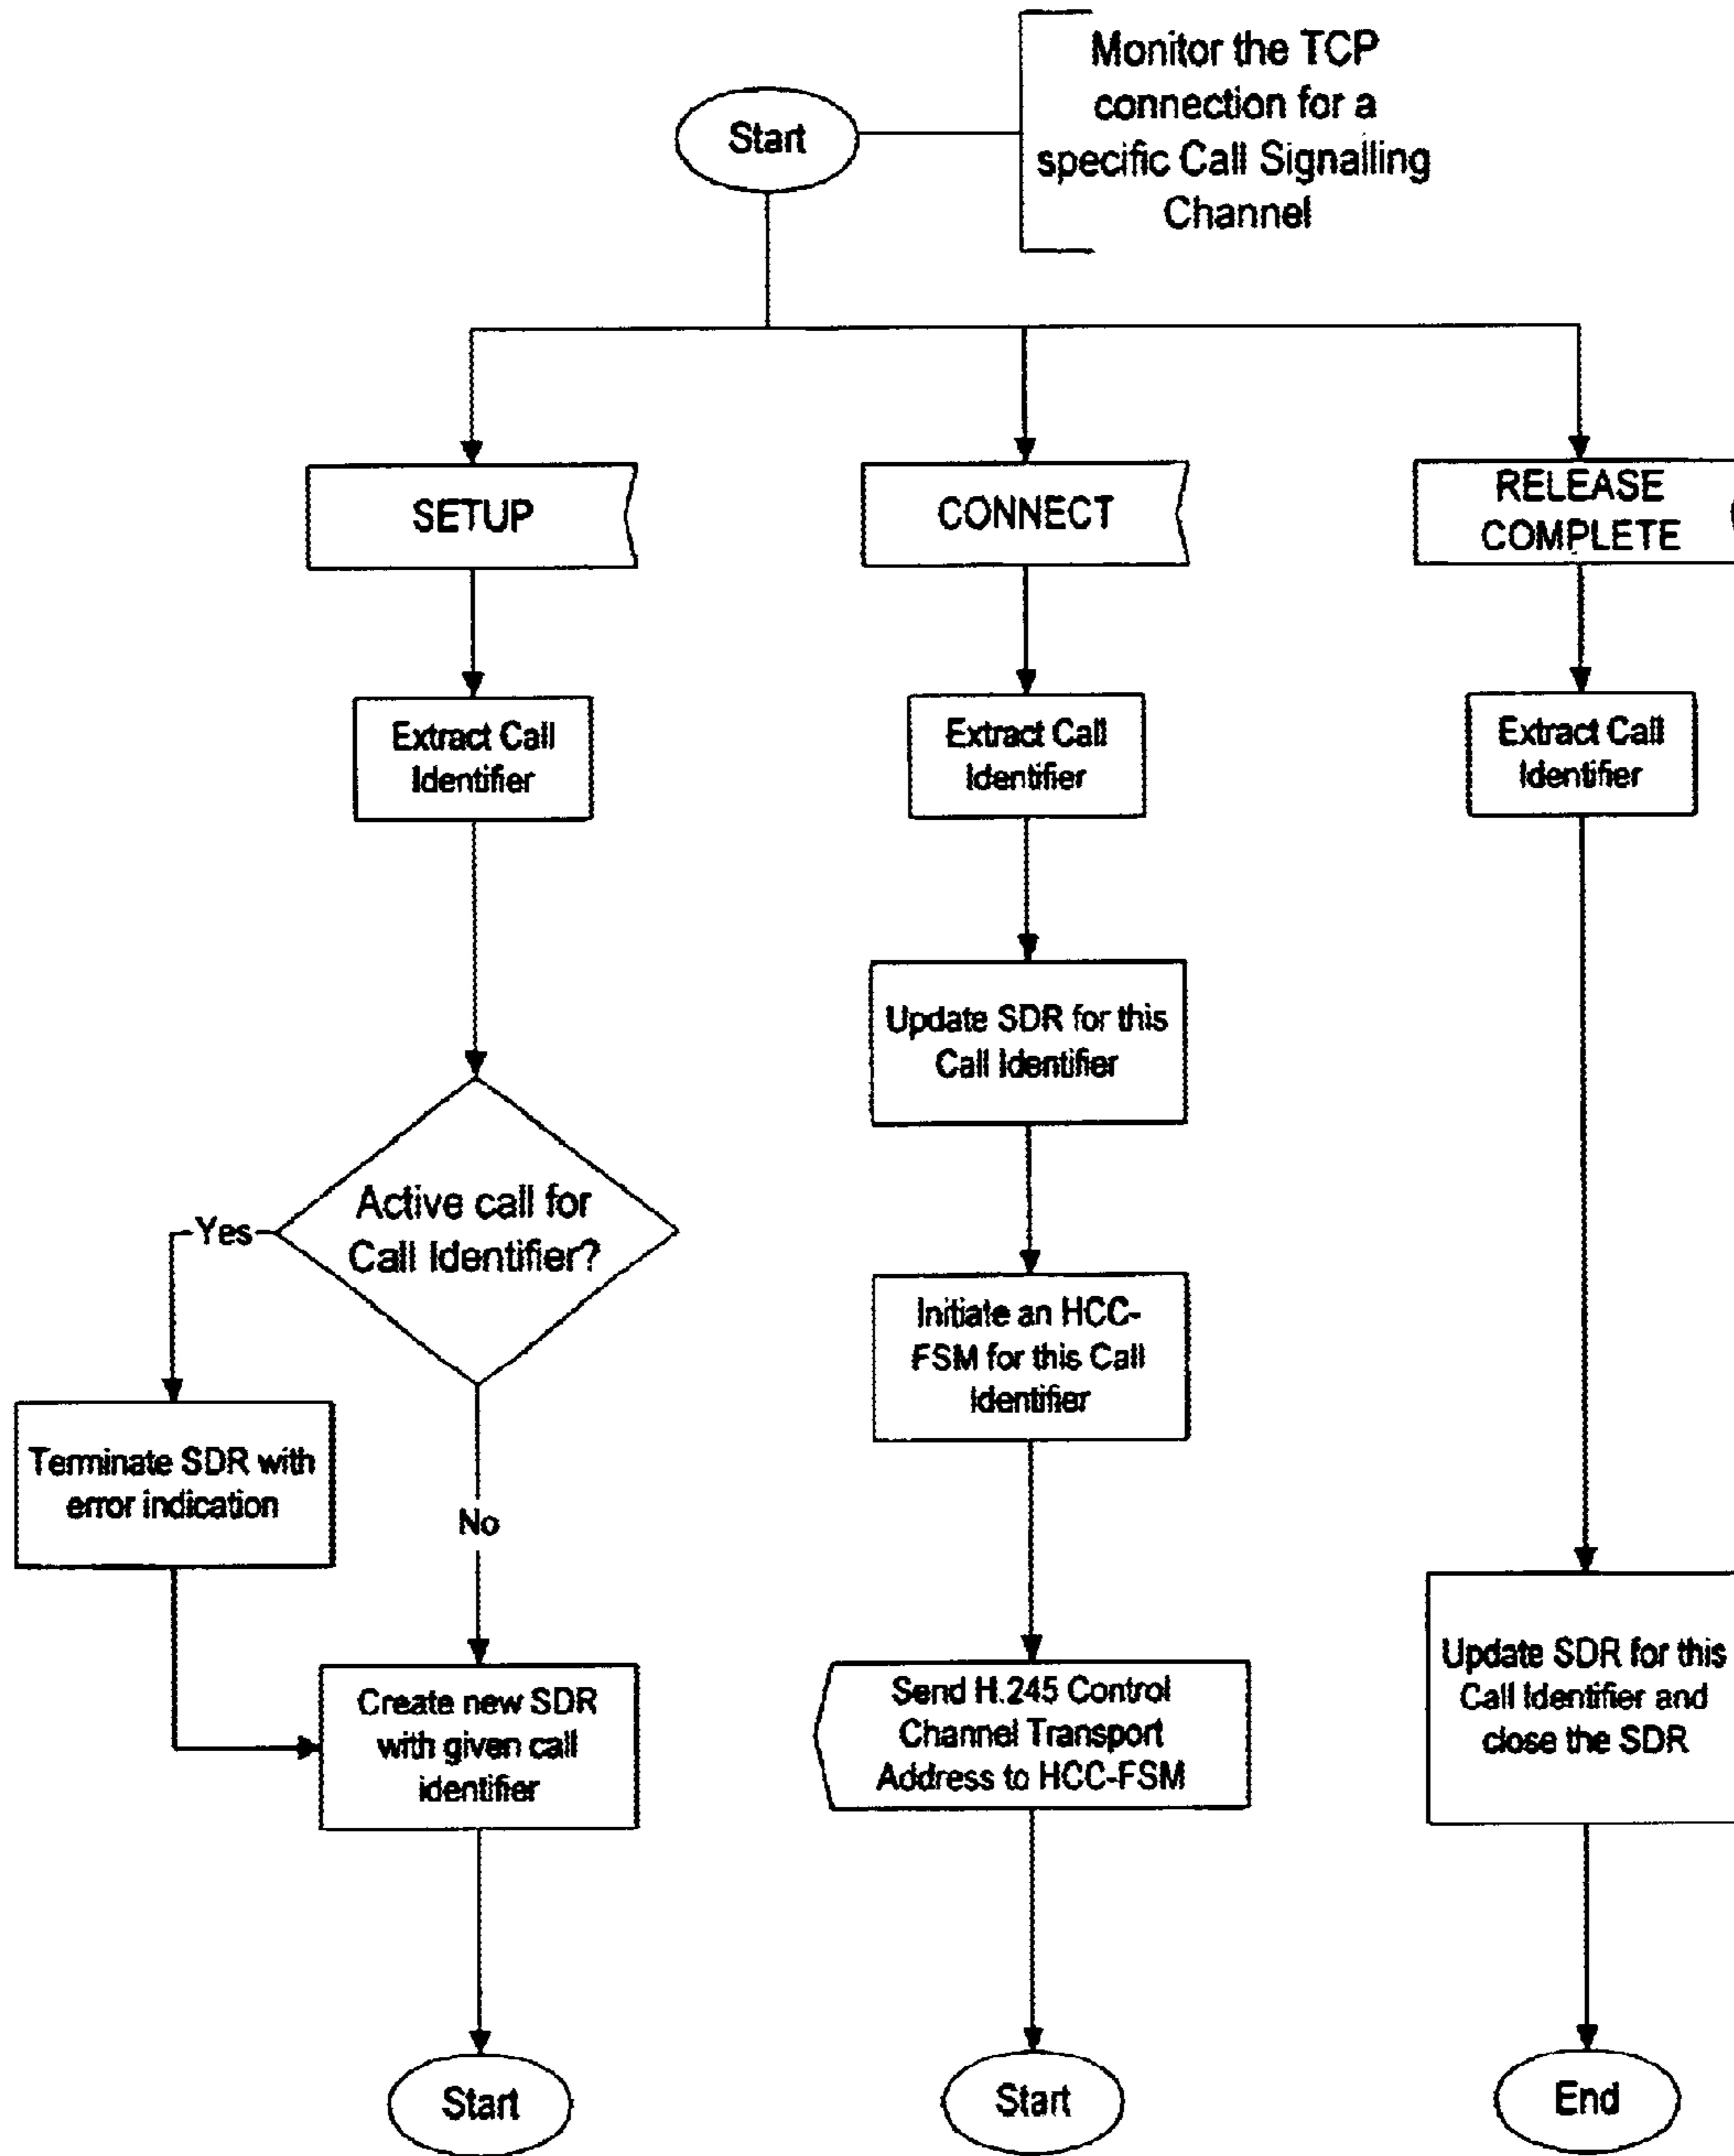 Start
Monitor the TCP
connection for a
specific Call Signalling
Channel
SETUP
CONNECT
RELEASE
COMPLETE
Extract Call
Identifier
Extract Call
Identifier
Extract Call
Identifier
Update SDR for this
Call Identifier
Active call for
Call Identifier?
Yes
No
Initiate an HCC-
FSM for this Call
Identifier
Terminate SDR with
error indication
Create new SDR
with given call
identifier
Send H.245 Control
Channel Transport
Address to HCC-FSM
Update SDR for this
Call Identifier and
close the SDR
Start
Start
End